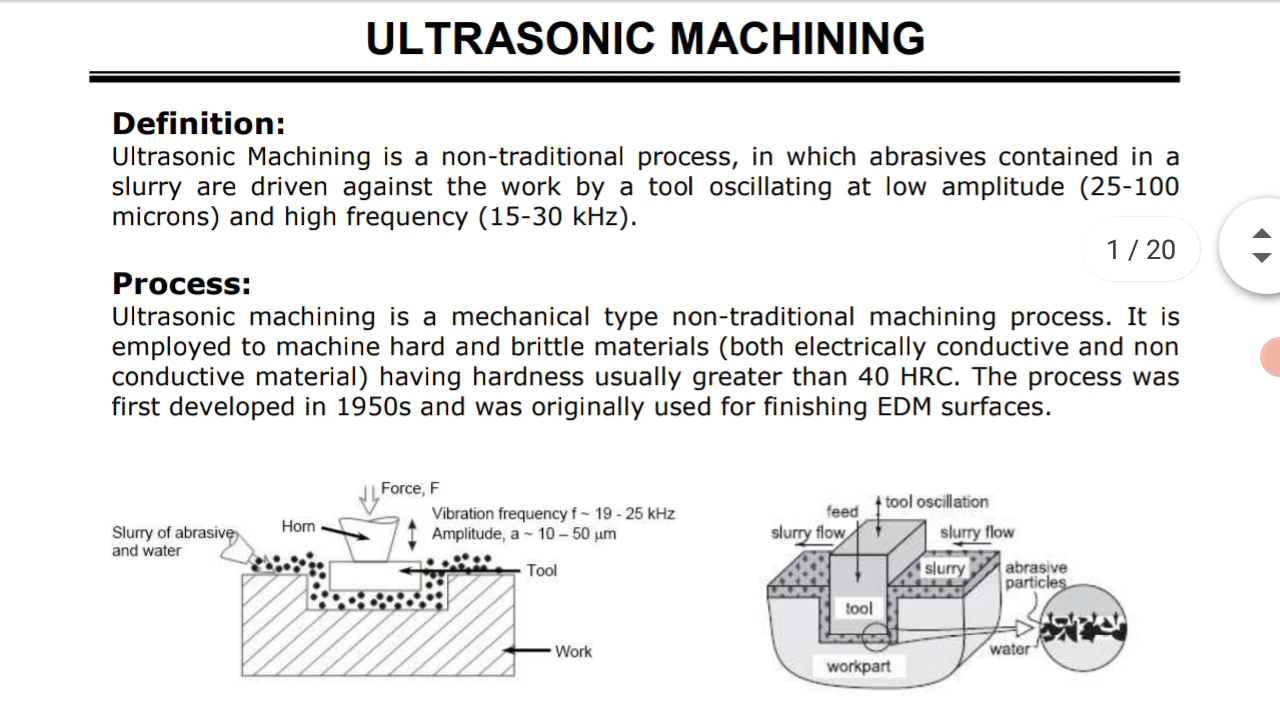 ULTRASONIC MACHINING
Definition:
Ultrasonic Machining is a non-traditional process, in which abrasives contained in a
slurry are driven against the work by a tool oscillating at low amplitude (25-100
microns) and high frequency (15-30 kHz).
1 / 20
Process:
Ultrasonic machining is a mechanical type non-traditional machining process. It is
employed to machine hard and brittle materials (both electrically conductive and non
conductive material) having hardness usually greater than 40 HRC. The process was
first developed in 1950s and was originally used for finishing EDM surfaces.
Force, F
Vibration frequency f ~ 19 - 25 kHz
Amplitude, a ~ 10 – 50 μm
Horn
Slurry of abrasive
and water
Tool
Work
tool oscillation
feed
slurry flow
slurry flow
slurry
abrasive
particles
tool
water
workpart